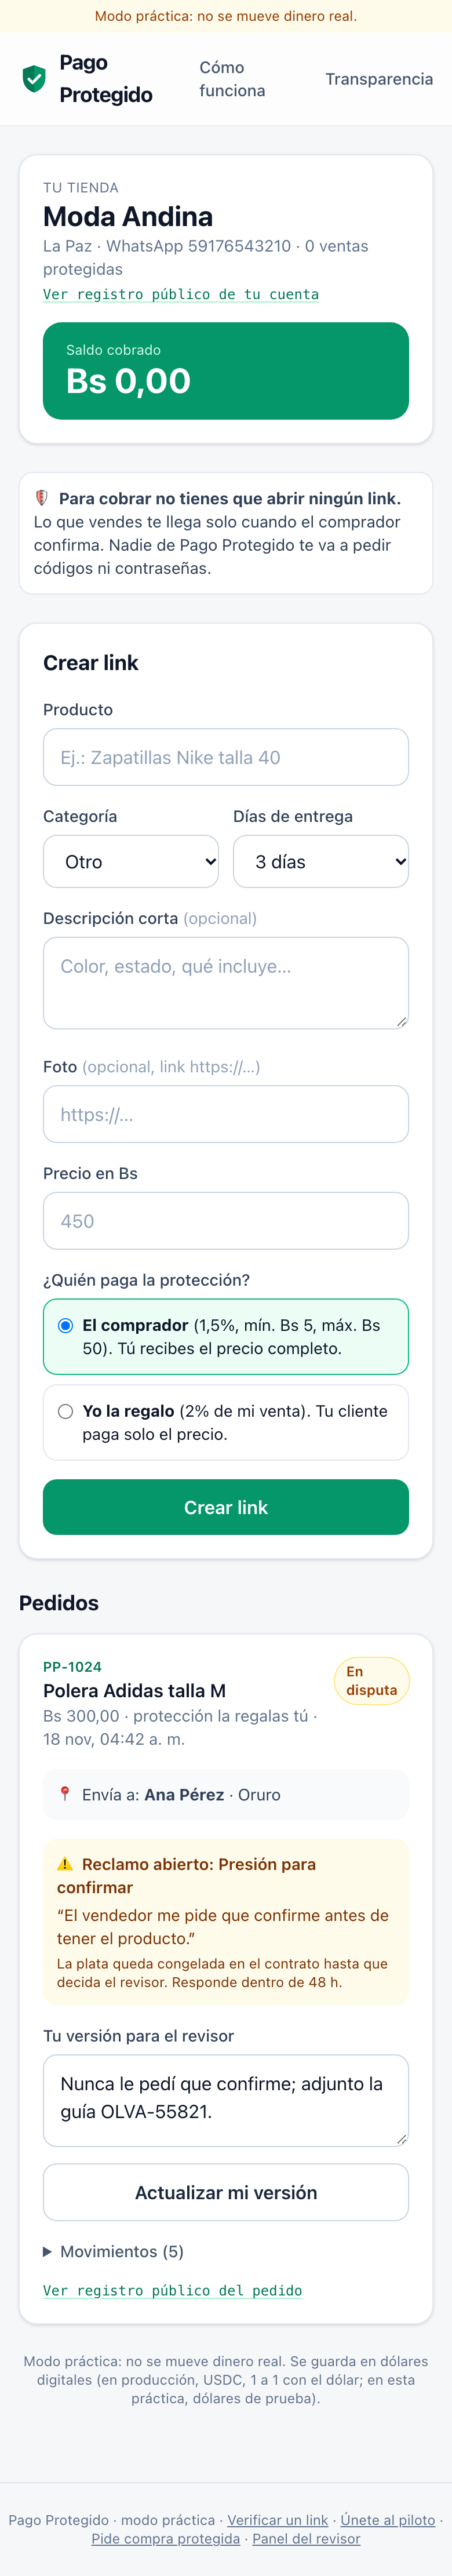 Modo práctica: no se mueve dinero real.
Pago
Protegido
Cómo
funciona
Transparencia
TU TIENDA
Moda Andina
La Paz · WhatsApp 59176543210 · 0 ventas
protegidas
Ver registro público de tu cuenta
Saldo cobrado
Bs 0,00
Para cobrar no tienes que abrir ningún link.
Lo que vendes te llega solo cuando el comprador
confirma. Nadie de Pago Protegido te va a pedir
códigos ni contraseñas.
Crear link
Producto
Ej.: Zapatillas Nike talla 40
Categoría
Días de entrega
Otro
3 días
Descripción corta (opcional)
Color, estado, qué incluye...
Foto (opcional, link https://...)
https://...
Precio en Bs
450
¿Quién paga la protección?
El comprador (1,5%, mín. Bs 5, máx. Bs
50). Tú recibes el precio completo.
Yo la regalo (2% de mi venta). Tu cliente
paga solo el precio.
Crear link
Pedidos
PP-1024
En
disputa
Polera Adidas talla M
Bs 300,00 · protección la regalas tú ·
18 nov, 04:42 a. m.
Envía a: Ana Pérez · Oruro
Reclamo abierto: Presión para
confirmar
“El vendedor me pide que confirme antes de
tener el producto.”
La plata queda congelada en el contrato hasta que
decida el revisor. Responde dentro de 48 h.
Tu versión para el revisor
Nunca le pedí que confirme; adjunto la
guía OLVA-55821.
Actualizar mi versión
Movimientos (5)
Ver registro público del pedido
Modo práctica: no se mueve dinero real. Se guarda en dólares
digitales (en producción, USDC, 1 a 1 con el dólar; en esta
práctica, dólares de prueba).
Pago Protegido · modo práctica · Verificar un link · Únete al piloto ·
Pide compra protegida · Panel del revisor